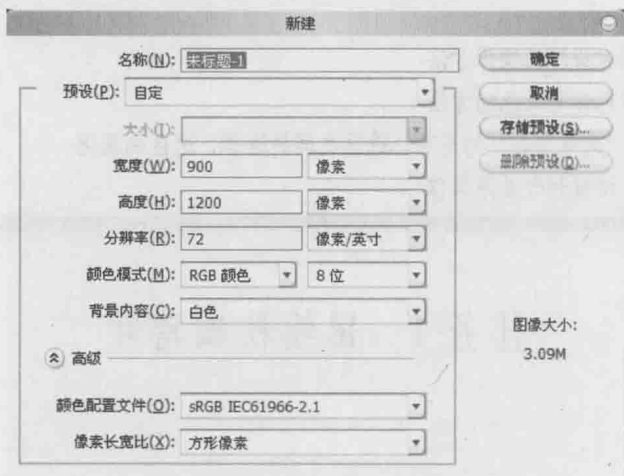 新建
名称(N): 未标题-1
确定
预设(P): 自定
取消
大小(I):
存储预设(S)...
宽度(W): 900 像素
删除预设(D)...
高度(H): 1200 像素
分辨率(R): 72 像素/英寸
颜色模式(M): RGB 颜色 8 位
背景内容(C): 白色
图像大小:
3.09M
高级
颜色配置文件(O): sRGB IEC61966-2.1
像素长宽比(X): 方形像素